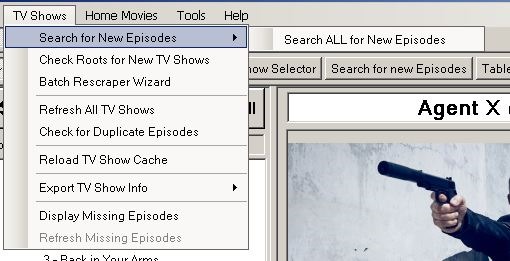 TV Shows Home Movies Tools Help
Search for New Episodes
Search ALL for New Episodes
Check Roots for New TV Shows
Selector Search for new Episodes
Batch Rescraper Wizard
Refresh All TV Shows
Agent X
Check for Duplicate Episodes
Reload TV Show Cache
Export TV Show Info
Display Missing Episodes
Refresh Missing Episodes
3 - Back in Your Arms